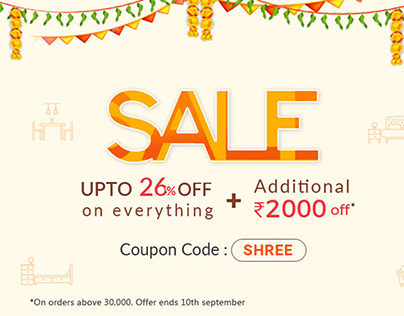 SALE
UPTO 26% OFF
on everything
+
Additional
₹2000 off*
Coupon Code : SHREE
*On orders above 30,000. Offer ends 10th september